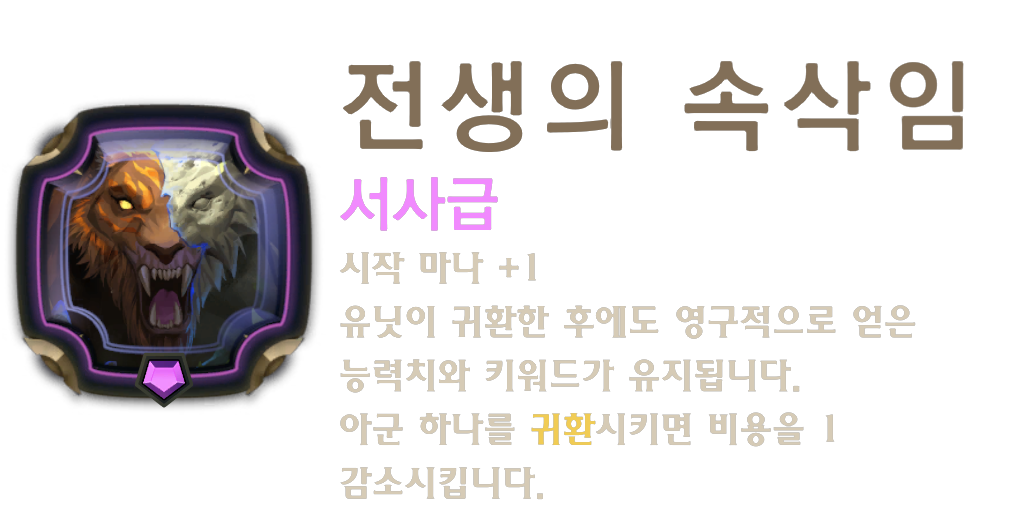 전생의 속삭임
서사급
시작 마나 +1
유닛이 귀환한 후에도 영구적으로 얻은
능력치와 키워드가 유지됩니다.
아군 하나를 귀환시키면 비용을 1
감소시킵니다.